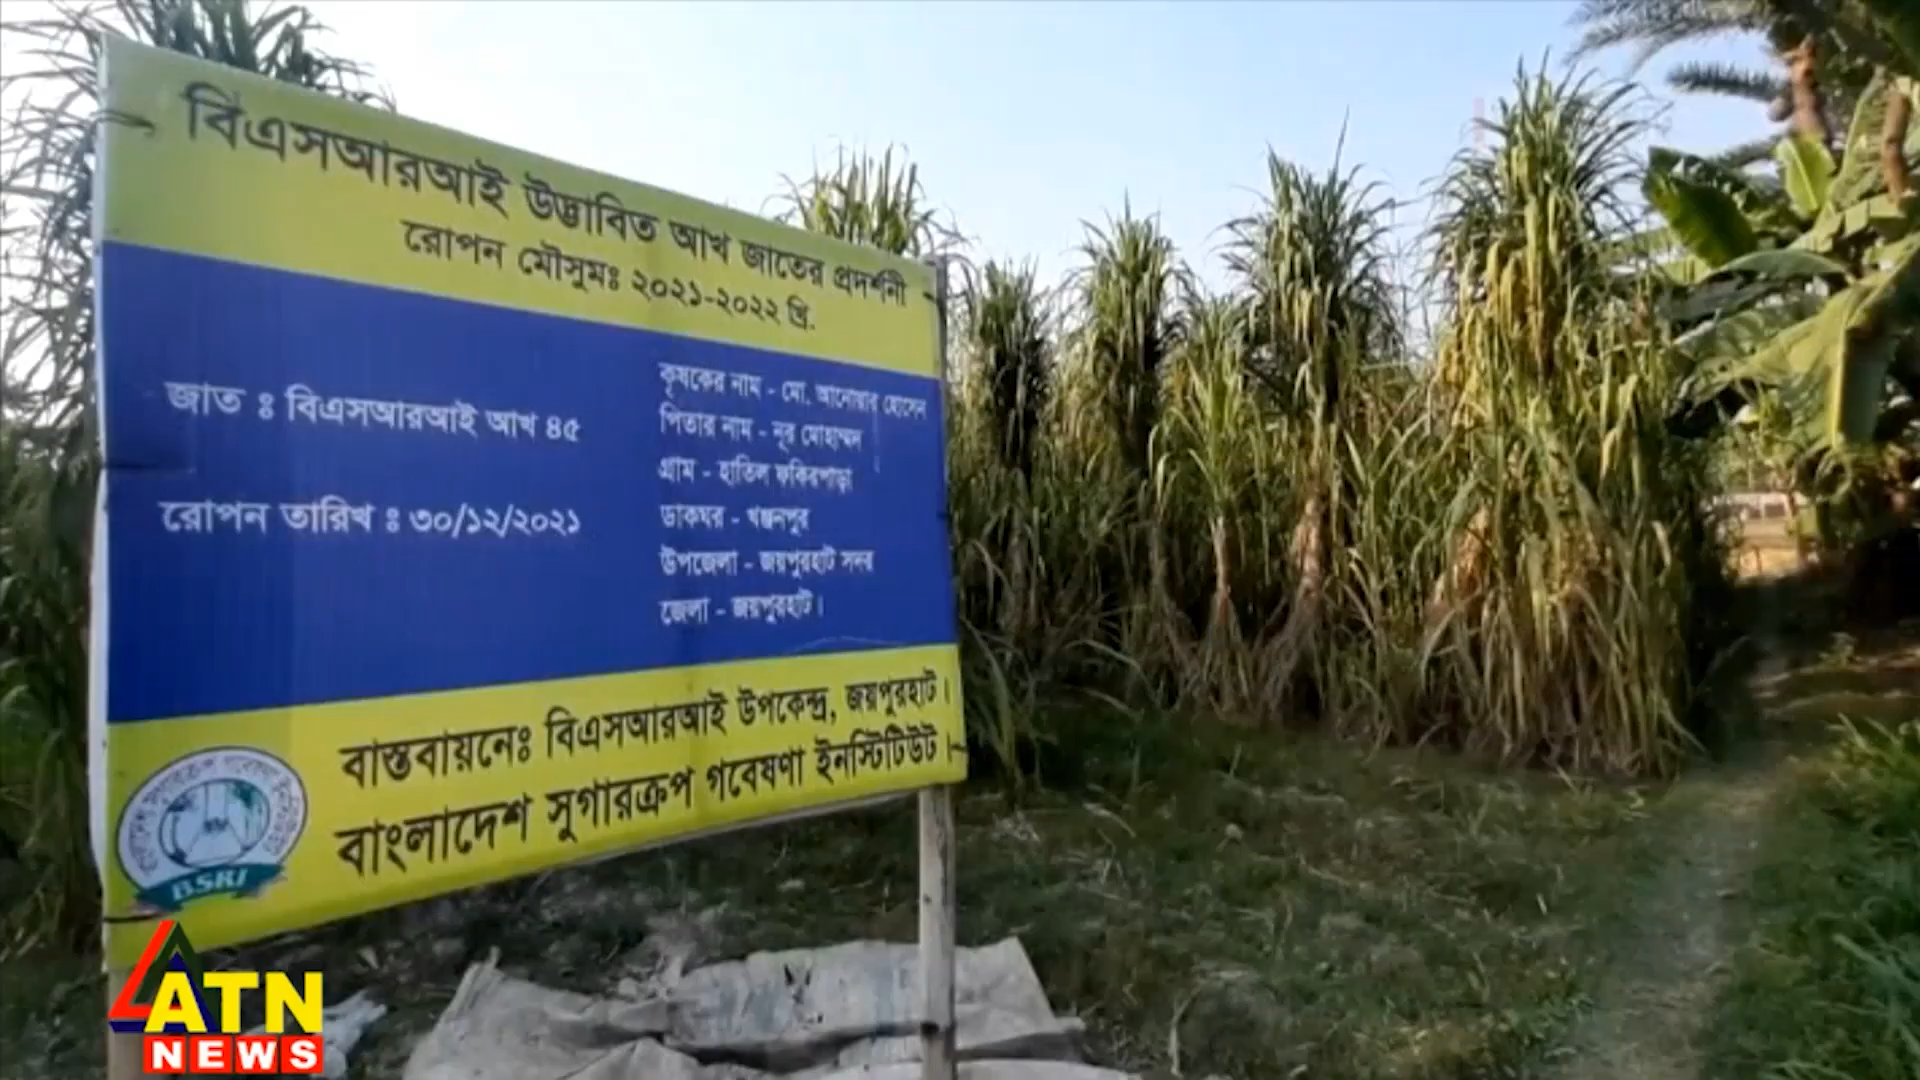 বিএসআরআই উদ্ভাবিত আখ জাতের প্রদর্শনী
রোপন মৌসুমঃ ২০২১-২০২২ খ্রি.
জাত ঃ বিএসআরআই আখ ৪৫
রোপন তারিখ ঃ ৩০/১২/২০২১
কৃষকের নাম - মো. আনোয়ার হোসেন
পিতার নাম - নূর মোহাম্মদ
গ্রাম - হাতিল ফকিরপাড়া
ডাকঘর - খঞ্জনপুর
উপজেলা - জয়পুরহাট সদর
জেলা - জয়পুরহাট।
বাস্তবায়নেঃ বিএসআরআই উপকেন্দ্র, জয়পুরহাট।
বাংলাদেশ সুগারক্রপ গবেষণা ইনস্টিটিউট।
BSRI
ATN
NEWS